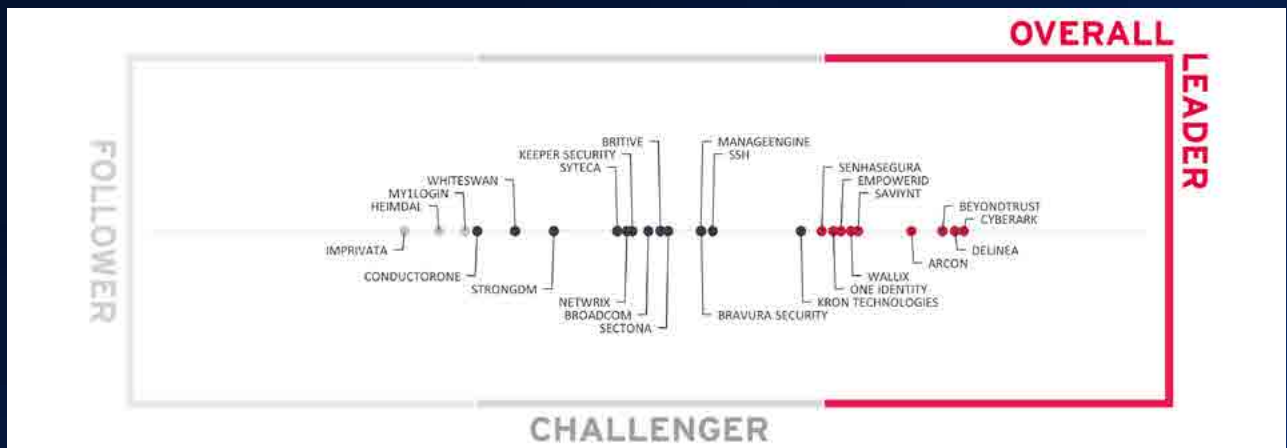 OVERALL
LEADER
FOLLOWER
BRITIVE
MANAGEENGINE
KEEPER SECURITY
SSH
SYTECA
SENHASEGURA
EMPOWERID
WHITESWAN
SAVIYNT
MY1LOGIN
HEIMDAL
BEYONDTRUST
CYBERARK
IMPRIVATA
DELINEA
ARCON
CONDUCTORONE
WALLIX
STRONGDM
ONE IDENTITY
NETWRIX
KRON TECHNOLOGIES
BROADCOM
BRAVURA SECURITY
SECTONA
CHALLENGER